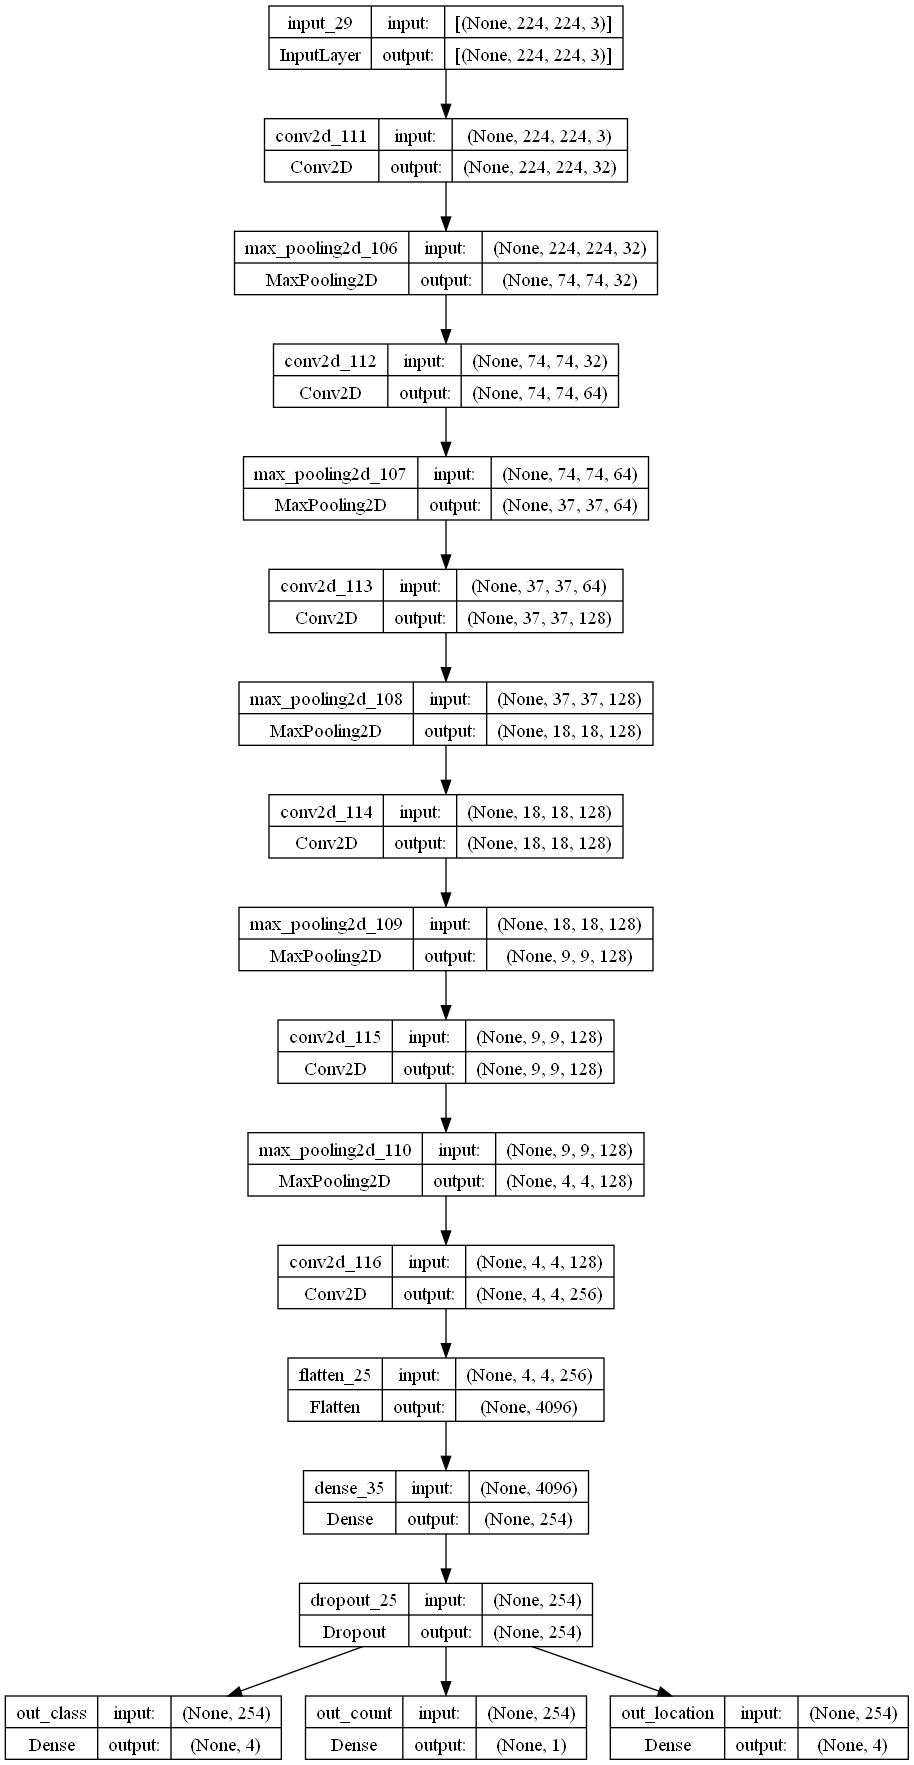 input_29 input: [(None, 224, 224, 3)]
InputLayer output: [(None, 224, 224, 3)]
conv2d_111 input: (None, 224, 224, 3)
Conv2D output: (None, 224, 224, 32)
max_pooling2d_106 input: (None, 224, 224, 32)
MaxPooling2D output: (None, 74, 74, 32)
conv2d_112 input: (None, 74, 74, 32)
Conv2D output: (None, 74, 74, 64)
max_pooling2d_107 input: (None, 74, 74, 64)
MaxPooling2D output: (None, 37, 37, 64)
conv2d_113 input: (None, 37, 37, 64)
Conv2D output: (None, 37, 37, 128)
max_pooling2d_108 input: (None, 37, 37, 128)
MaxPooling2D output: (None, 18, 18, 128)
conv2d_114 input: (None, 18, 18, 128)
Conv2D output: (None, 18, 18, 128)
max_pooling2d_109 input: (None, 18, 18, 128)
MaxPooling2D output: (None, 9, 9, 128)
conv2d_115 input: (None, 9, 9, 128)
Conv2D output: (None, 9, 9, 128)
max_pooling2d_110 input: (None, 9, 9, 128)
MaxPooling2D output: (None, 4, 4, 128)
conv2d_116 input: (None, 4, 4, 128)
Conv2D output: (None, 4, 4, 256)
flatten_25 input: (None, 4, 4, 256)
Flatten output: (None, 4096)
dense_35 input: (None, 4096)
Dense output: (None, 254)
dropout_25 input: (None, 254)
Dropout output: (None, 254)
out_class input: (None, 254)
Dense output: (None, 4)
out_count input: (None, 254)
Dense output: (None, 1)
out_location input: (None, 254)
Dense output: (None, 4)